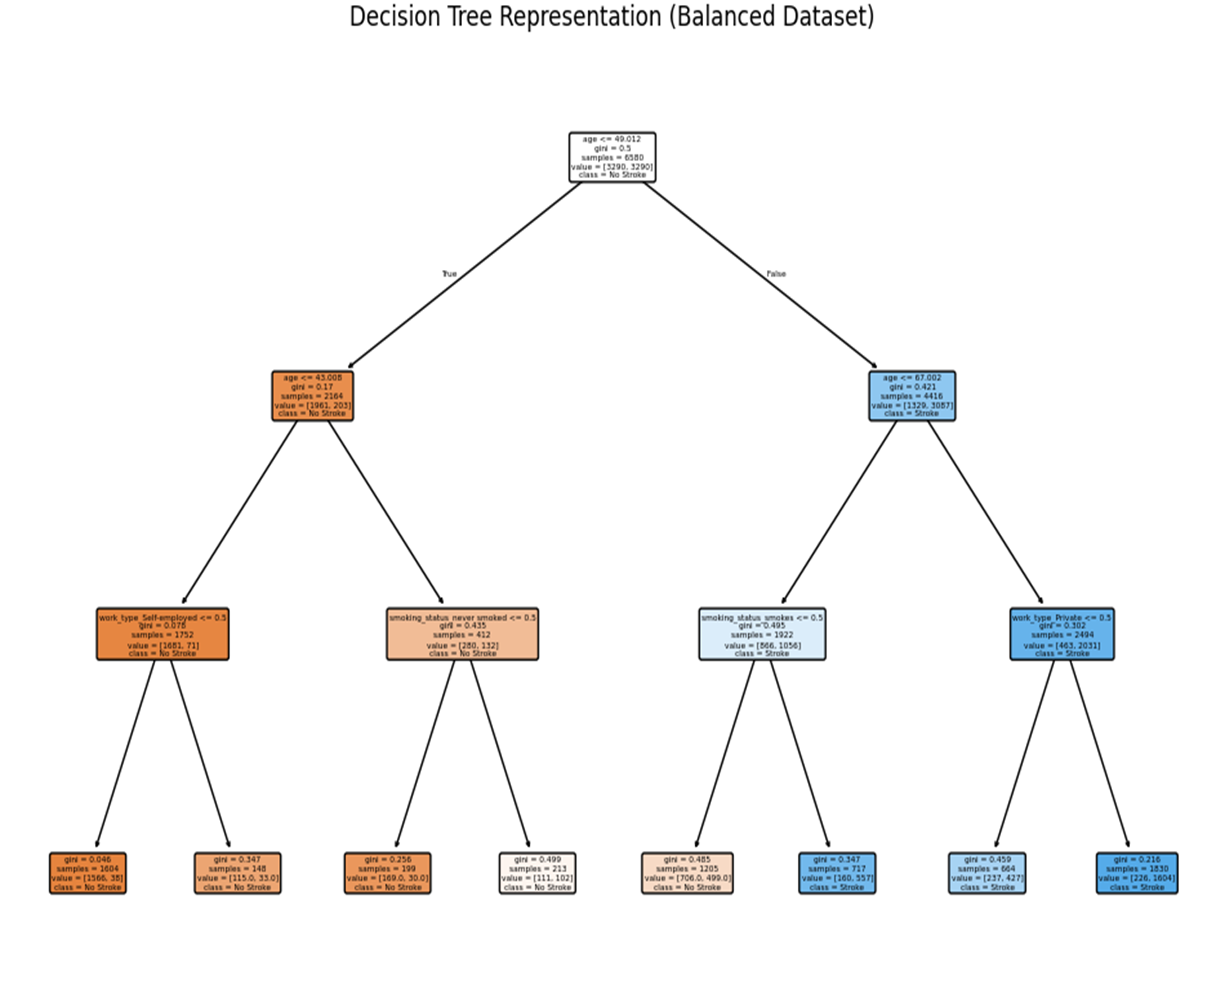 Decision Tree Representation (Balanced Dataset)
age <= 49.012
gini = 0.5
samples = 6580
value = [3290, 3290]
class = No Stroke
True
False
age <= 43.008
gini = 0.17
samples = 2164
value = [1961, 203]
class = No Stroke
age <= 67.002
gini = 0.421
samples = 4416
value = [1329, 3087]
class = Stroke
work_type_Self-employed <= 0.5
gini = 0.078
samples = 1752
value = [1681, 71]
class = No Stroke
smoking_status_never smoked <= 0.5
gini = 0.435
samples = 412
value = [280, 132]
class = No Stroke
smoking_status_smokes <= 0.5
gini = 0.495
samples = 1922
value = [866, 1056]
class = Stroke
work_type_Private <= 0.5
gini = 0.302
samples = 2494
value = [463, 2031]
class = Stroke
gini = 0.046
samples = 1604
value = [1566, 38]
class = No Stroke
gini = 0.347
samples = 148
value = [115.0, 33.0]
class = No Stroke
gini = 0.256
samples = 199
value = [169.0, 30.0]
class = No Stroke
gini = 0.499
samples = 213
value = [111, 102]
class = No Stroke
gini = 0.485
samples = 1205
value = [706.0, 499.0]
class = No Stroke
gini = 0.347
samples = 717
value = [160, 557]
class = Stroke
gini = 0.459
samples = 664
value = [237, 427]
class = Stroke
gini = 0.216
samples = 1830
value = [226, 1604]
class = Stroke